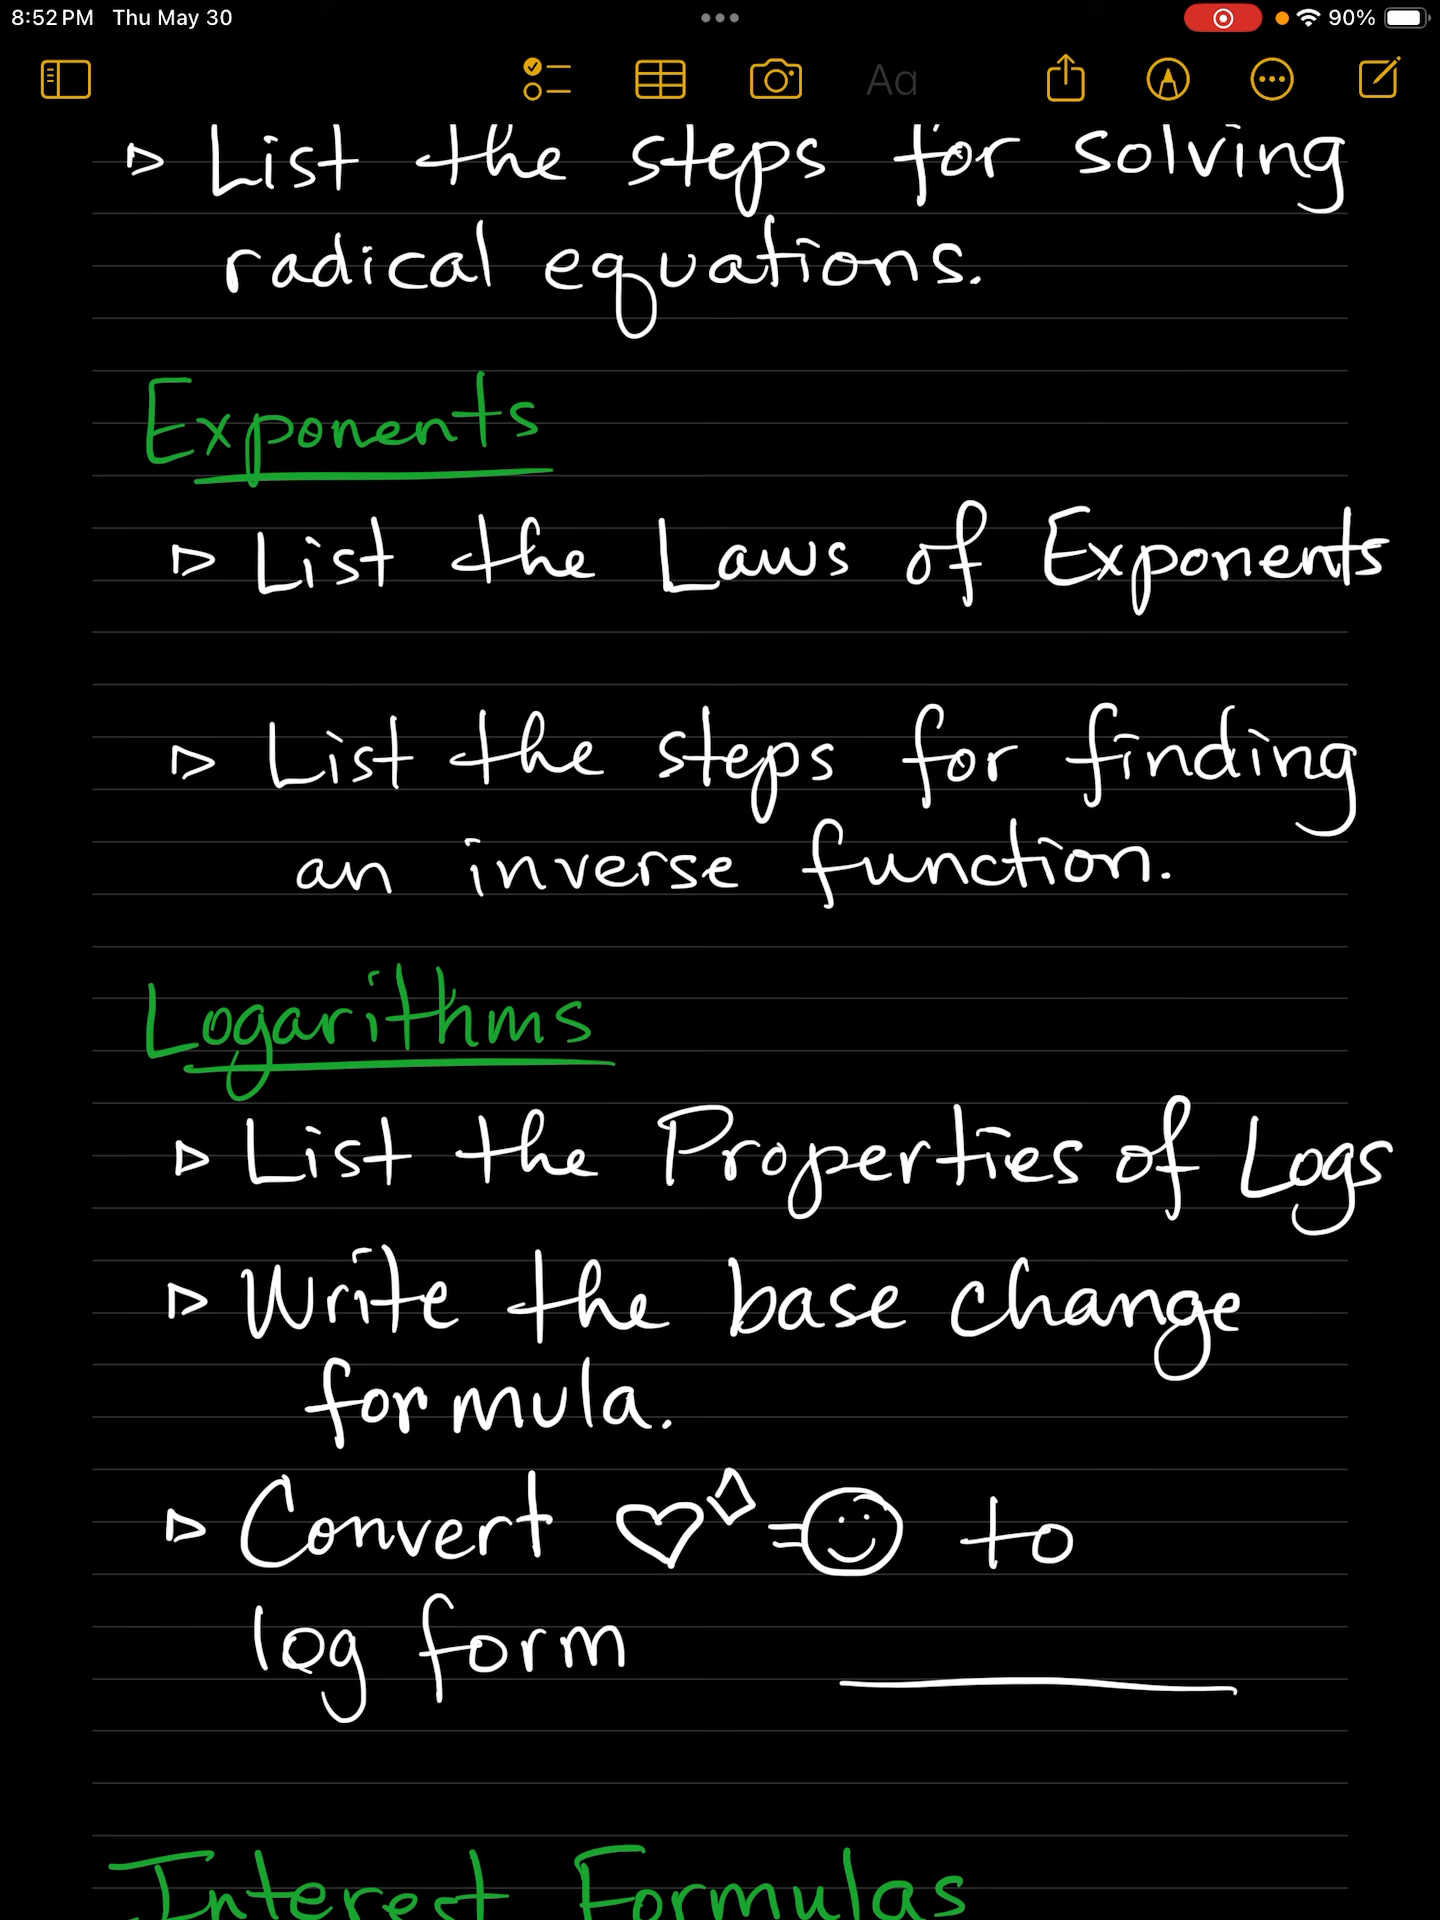 8:52 PM Thu May 30 90%
Aa
▷ List the steps for solving
radical equations.
Exponents
▷ List the Laws of Exponents
▷ List the steps for finding
an inverse function.
Logarithms
▷ List the Properties of Logs
▷ Write the base change
formula.
▷ Convert ♡^◇ = ☺ to
log form ______
Interest Formulas